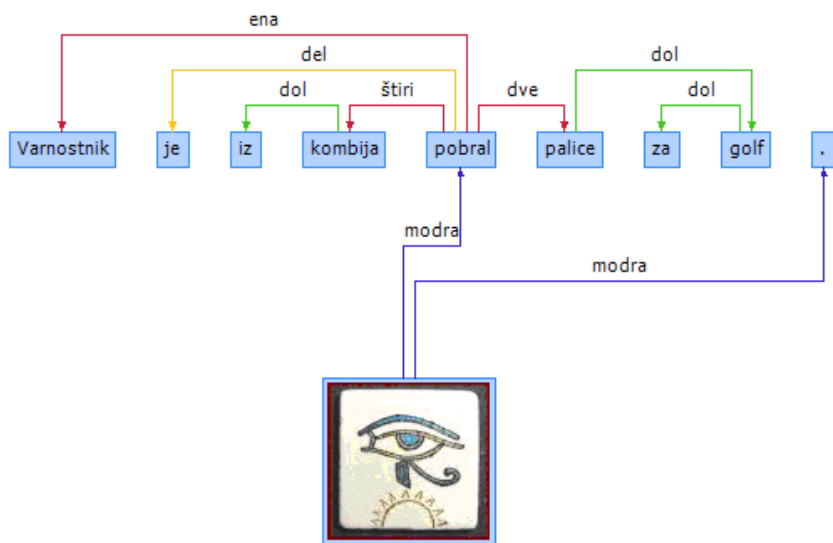 ena
del dol
dol štiri dve dol
Varnostnik je iz kombija pobral palice za golf .
modra
modra